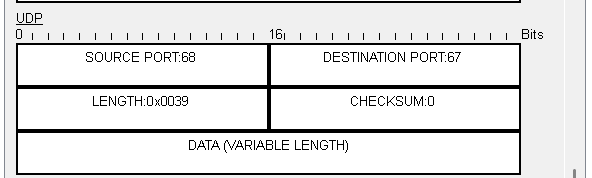 UDP
0 16 Bits
SOURCE PORT:68 DESTINATION PORT:67
LENGTH:0x0039 CHECKSUM:0
DATA (VARIABLE LENGTH)